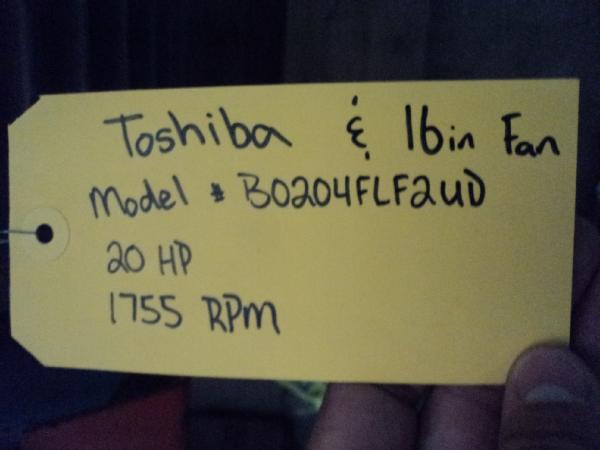 Toshiba & 16in Fan
Model # B0204FLF2UD
20 HP
1755 RPM